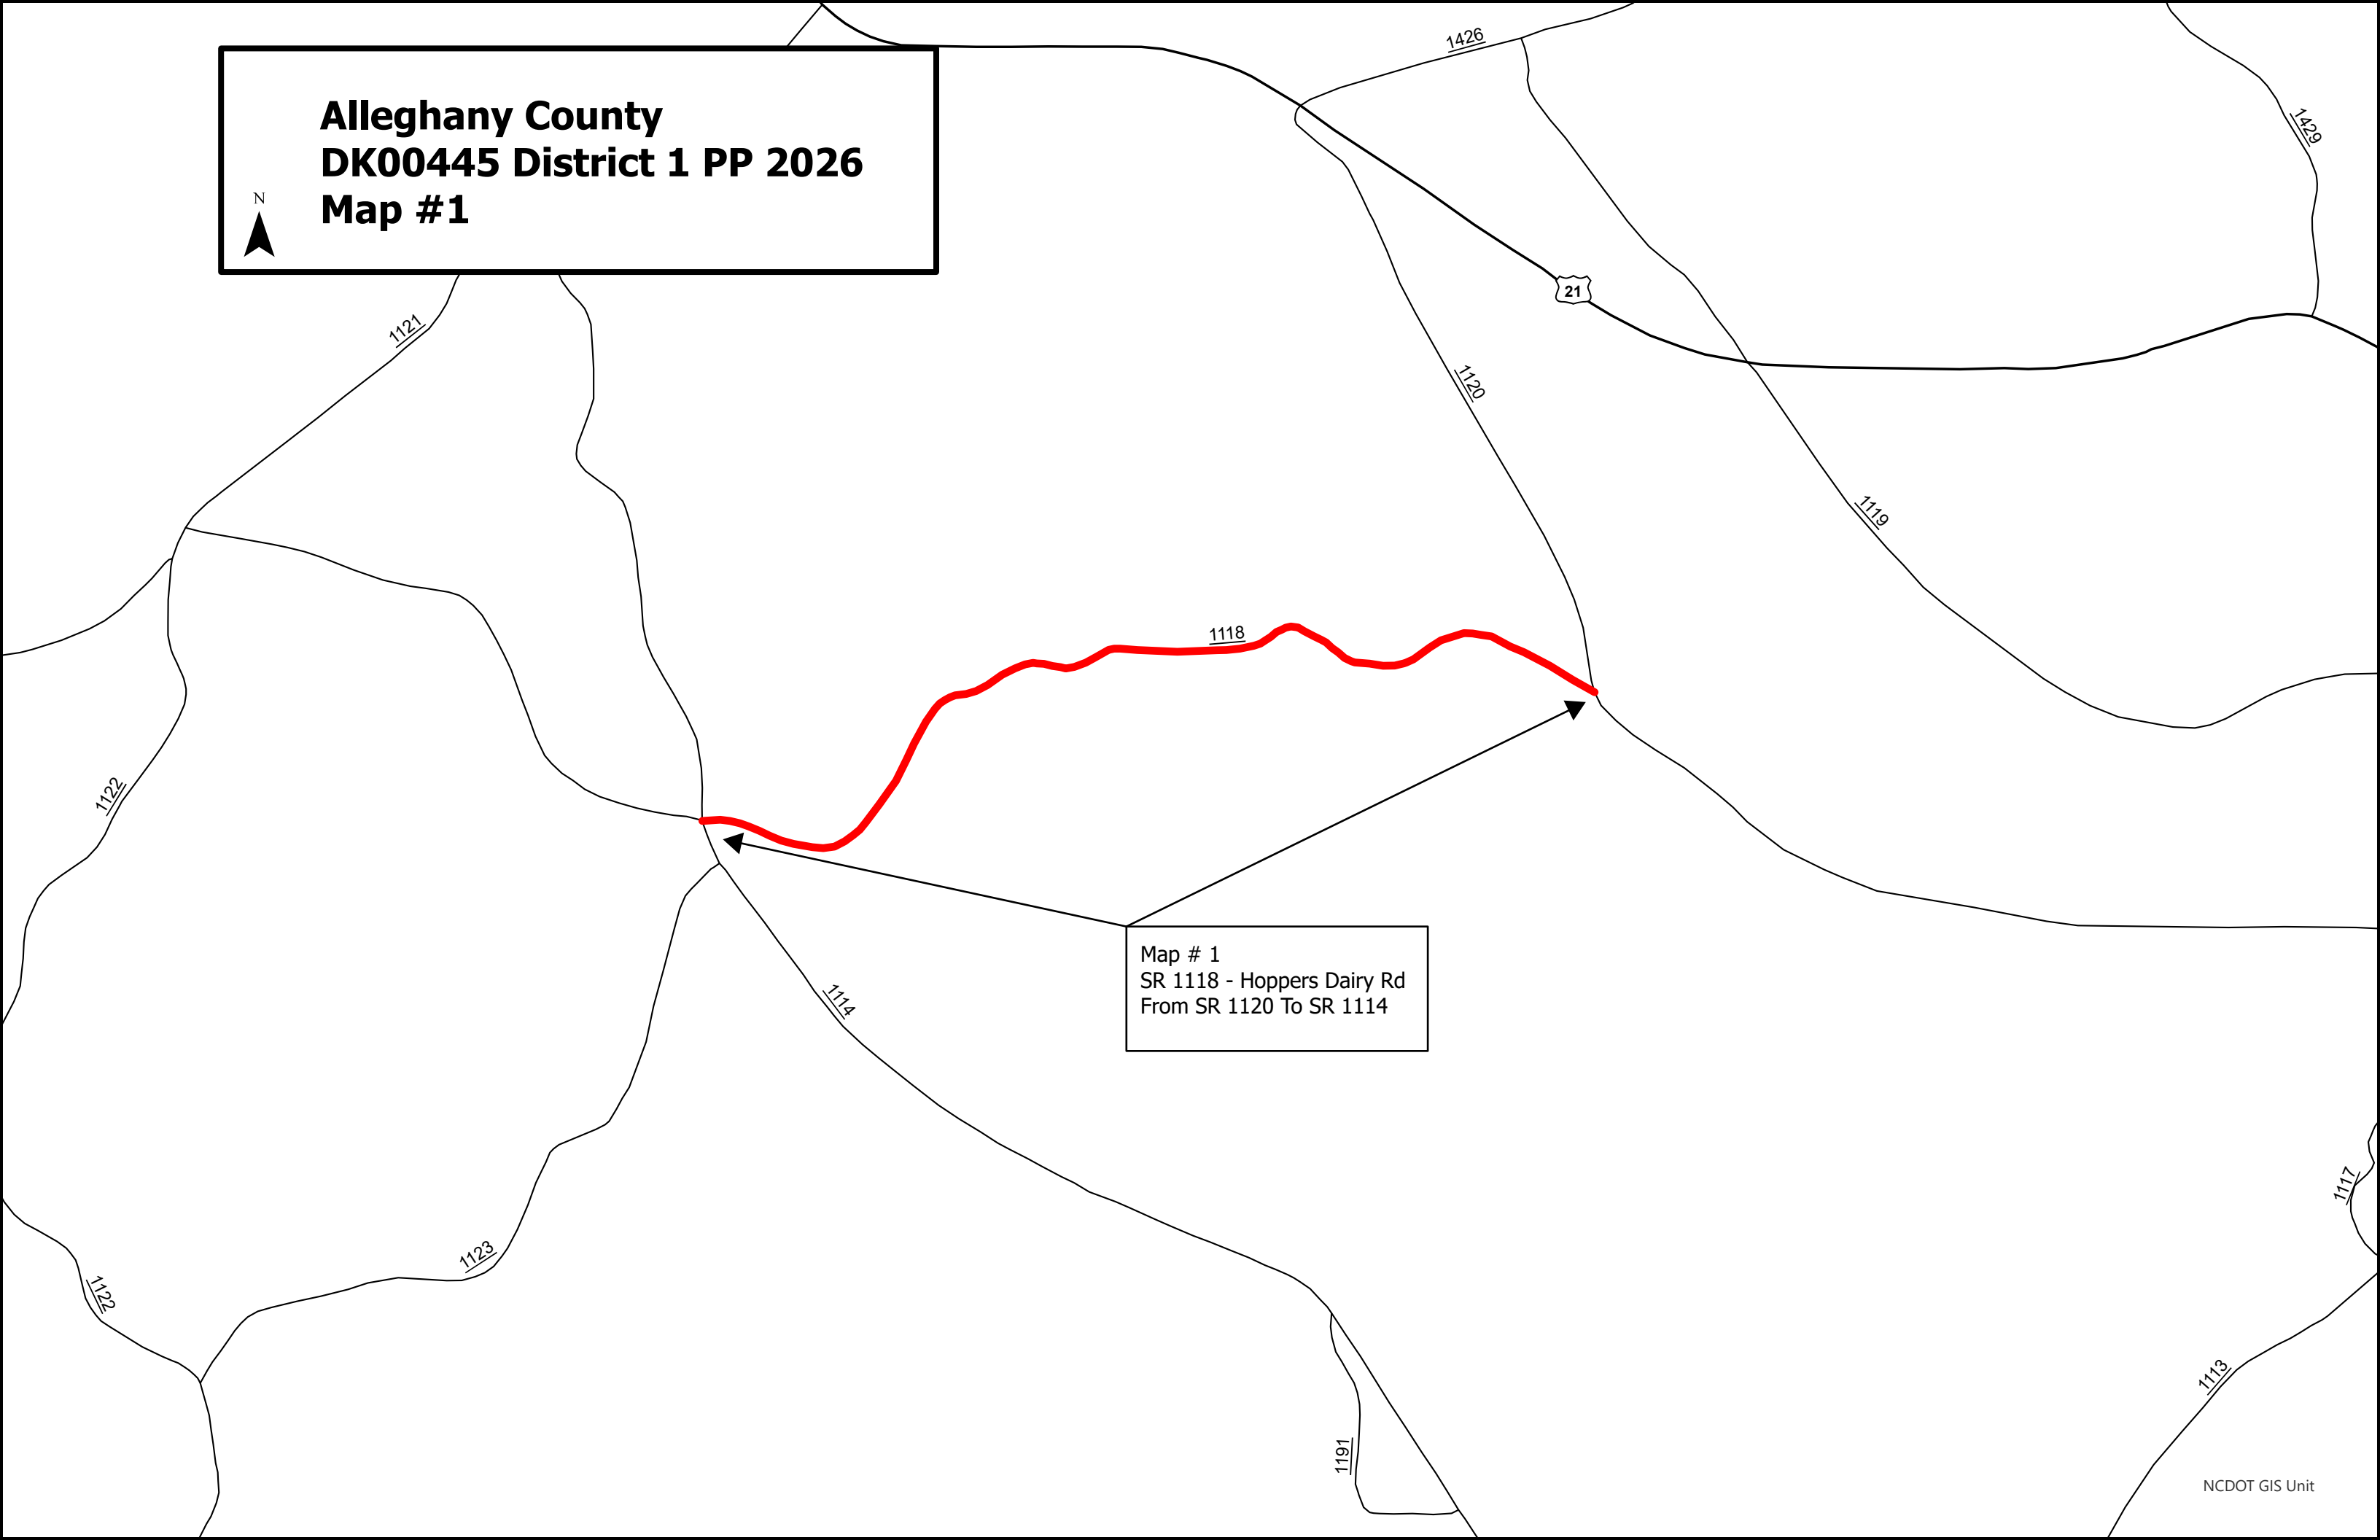 Alleghany County
DK00445 District 1 PP 2026
Map #1
N
1426
1429
21
1121
1120
1119
1118
1122
Map # 1
SR 1118 - Hoppers Dairy Rd
From SR 1120 To SR 1114
1114
1117
1123
1122
1113
1191
NCDOT GIS Unit